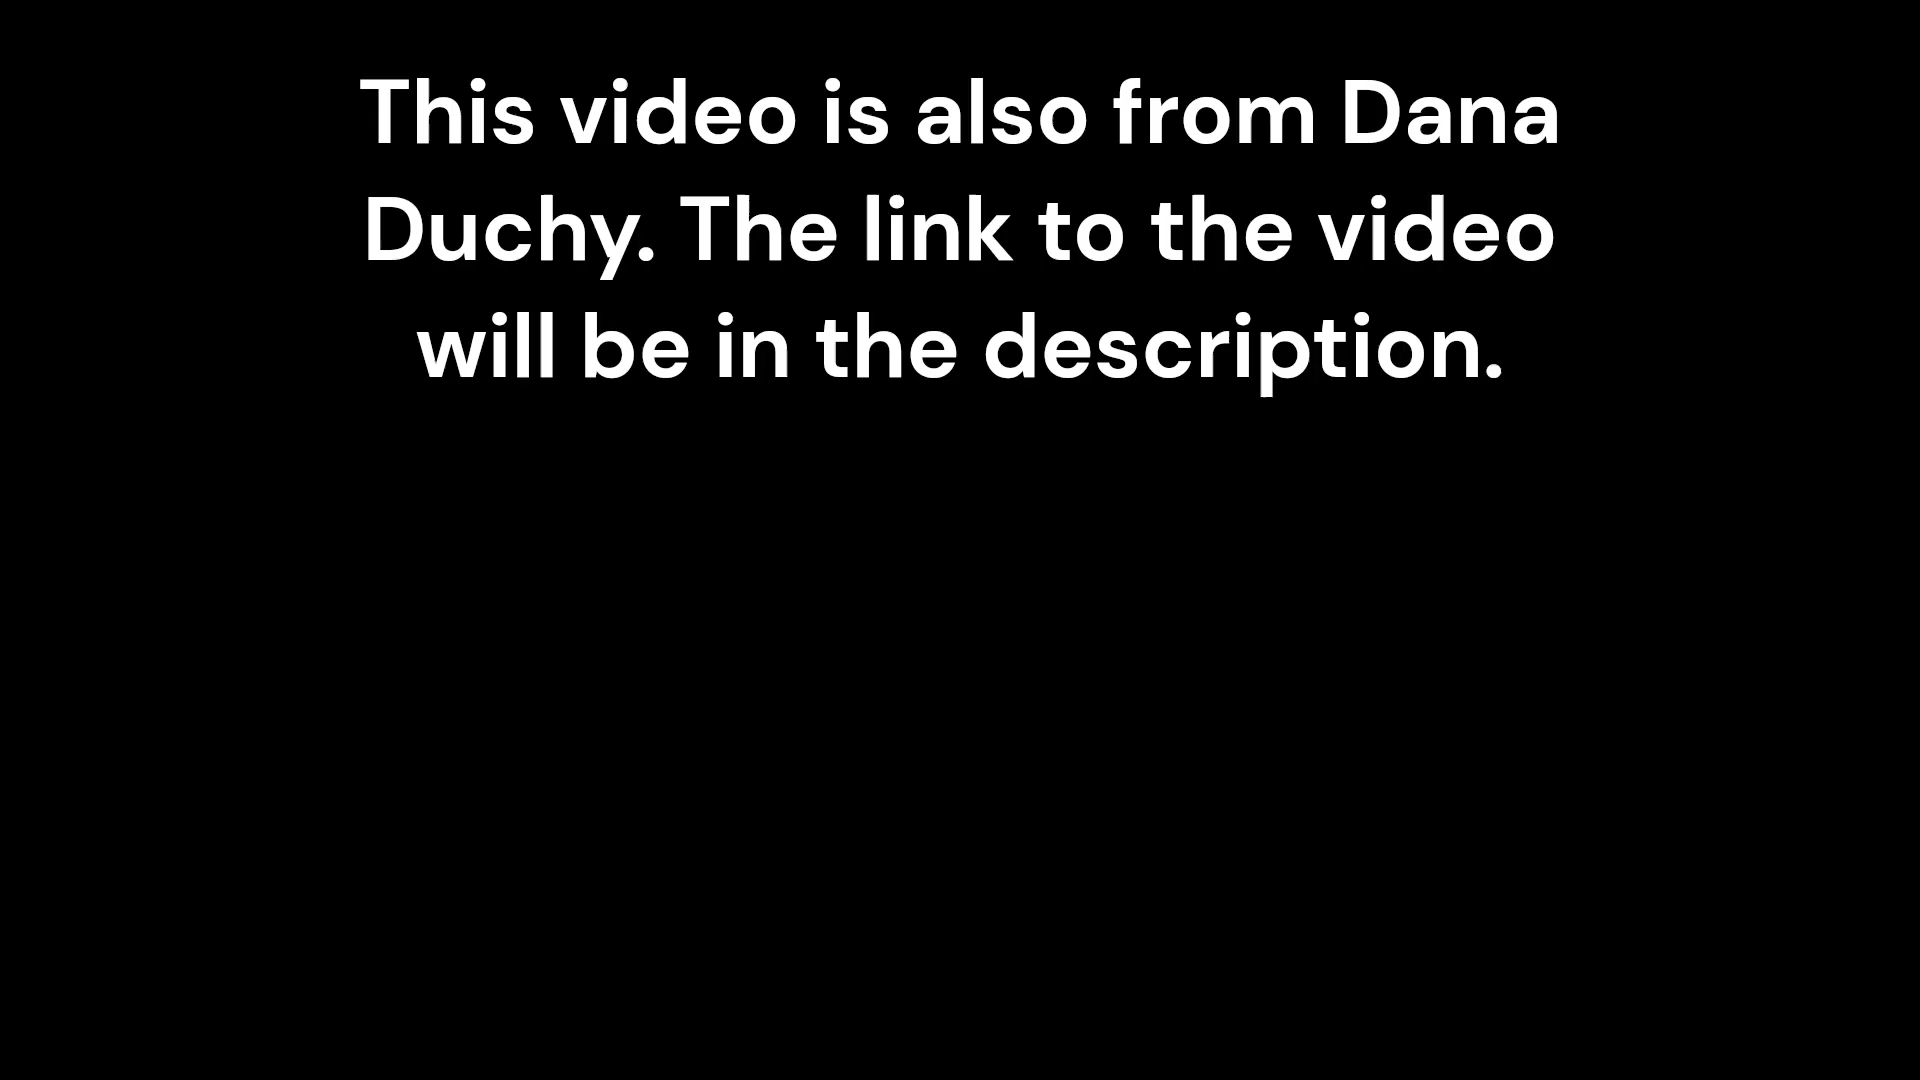 This video is also from Dana
Duchy. The link to the video
will be in the description.